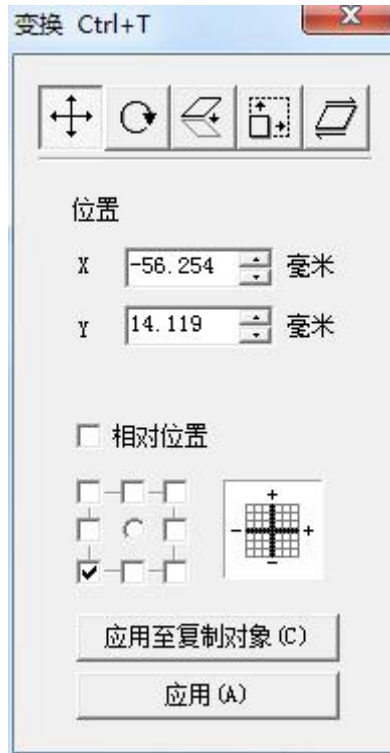 变换 Ctrl+T
位置
X -56.254 毫米
Y 14.119 毫米
相对位置
应用至复制对象(C)
应用(A)